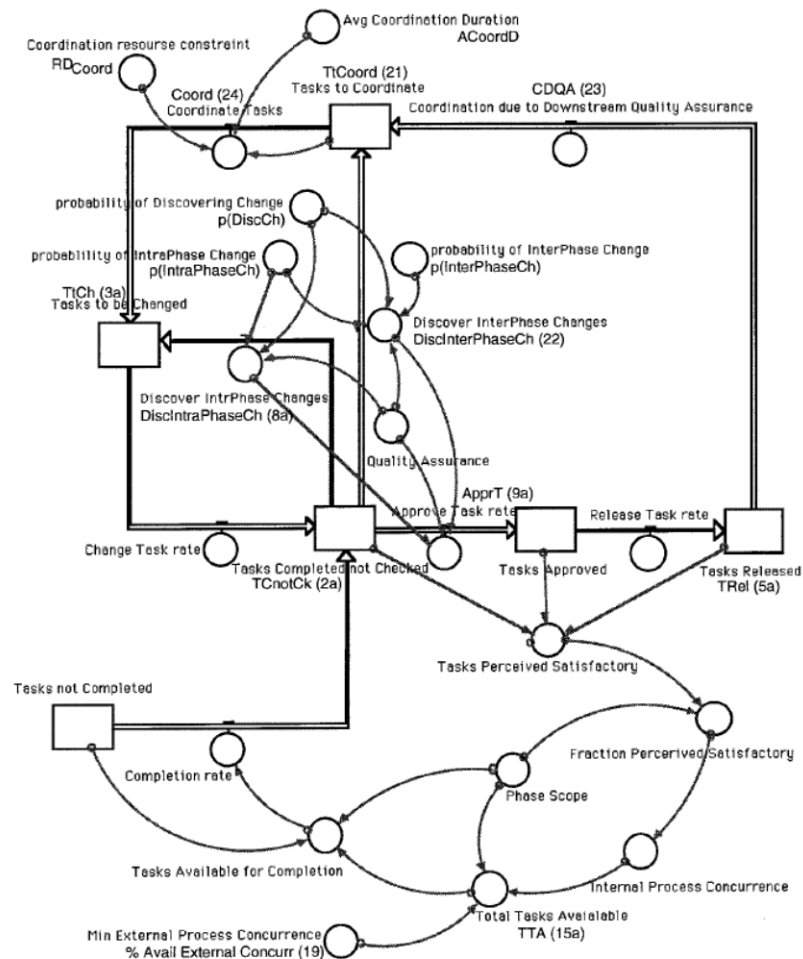 Avg Coordination Duration
ACoordD
Coordination resourse constraint
RDCoord
TtCoord (21)
Tasks to Coordinate
Coord (24)
Coordinate Tasks
CDQA (23)
Coordination due to Downstream Quality Assurance
probability of Discovering Change
p(DiscCh)
probablility of IntraPhase Change
p(IntraPhaseCh)
probability of InterPhase Change
p(InterPhaseCh)
TtCh (3a)
Tasks to be Changed
Discover InterPhase Changes
DiscInterPhaseCh (22)
Discover IntrPhase Changes
DiscIntraPhaseCh (8a)
Quality Assurance
ApprT (9a)
Approve Task rate
Release Task rate
Change Task rate
Tasks Completed not Checked
TCnotCk (2a)
Tasks Approved
Tasks Released
TRel (5a)
Tasks Perceived Satisfactory
Tasks not Completed
Completion rate
Fraction Percerived Satisfactory
Phase Scope
Tasks Available for Completion
Internal Process Concurrence
Total Tasks Avaialable
TTA (15a)
Min External Process Concurrence
% Avail External Concurr (19)